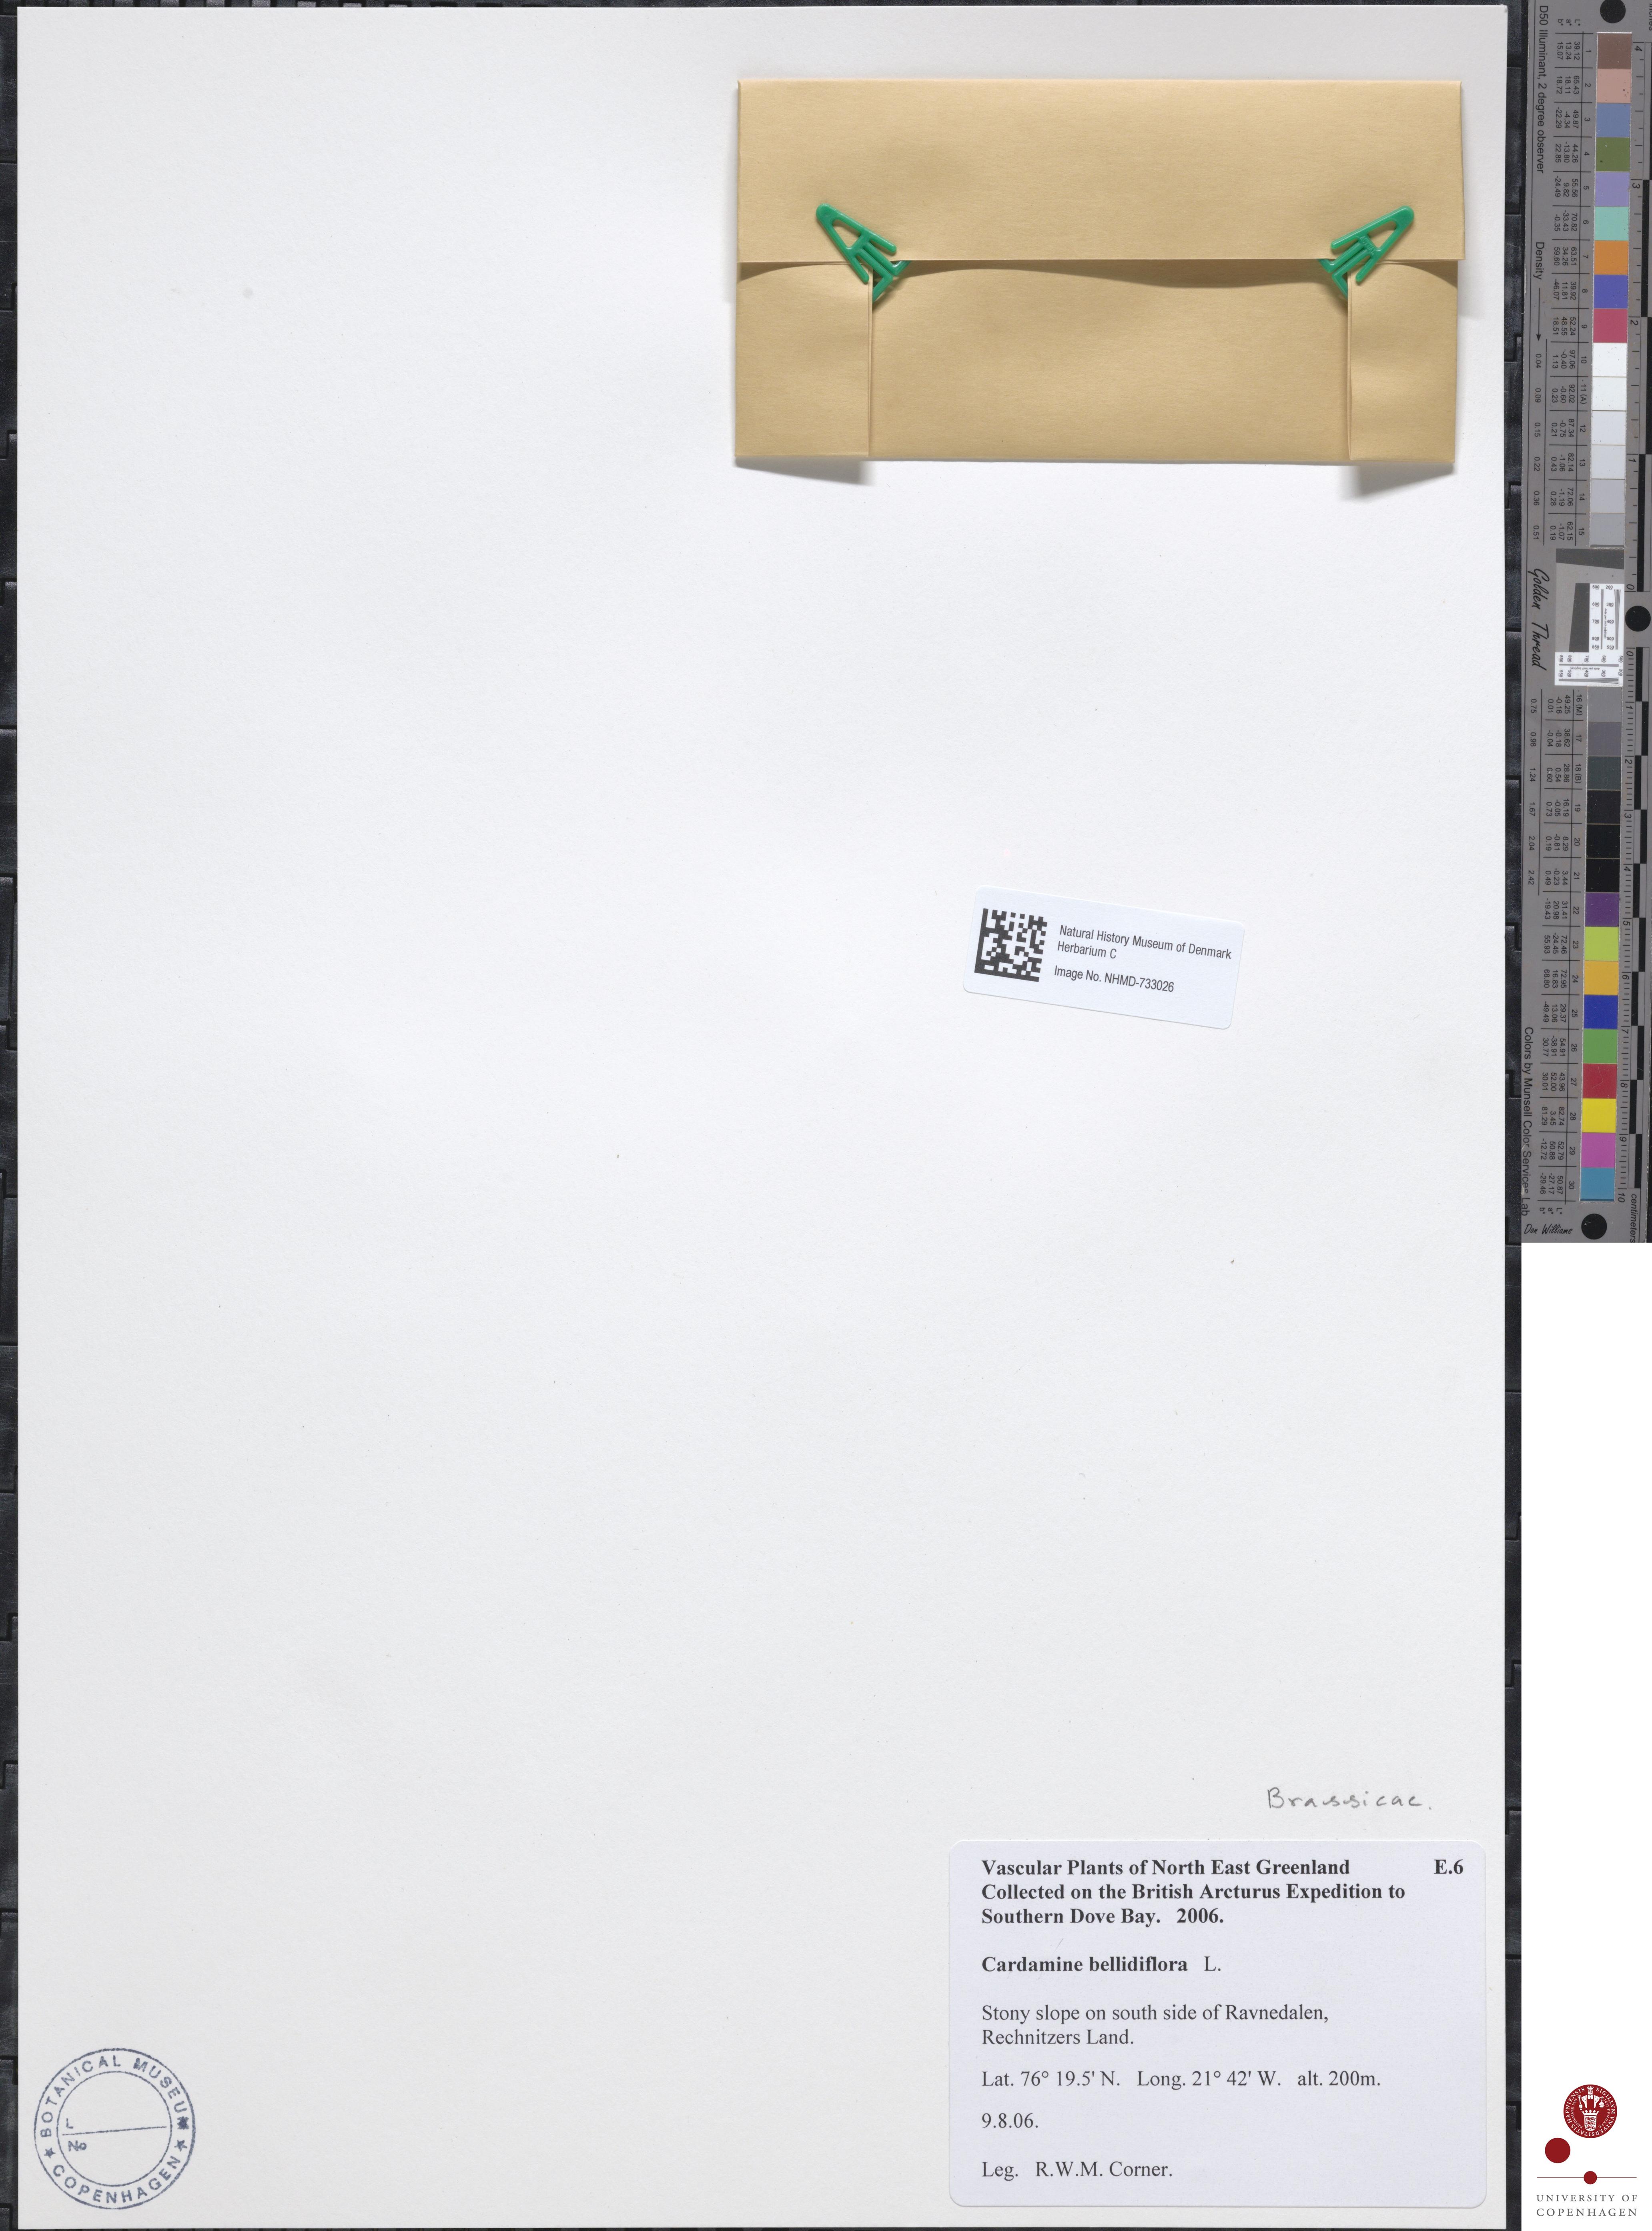 Natural History Museum of Denmark
Herbarium C
Image No. NHMD-733026
Brassicac.
Vascular Plants of North East Greenland E.6
Collected on the British Arcturus Expedition to
Southern Dove Bay. 2006.
Cardamine bellidiflora L.
Stony slope on south side of Ravnedalen,
Rechnitzers Land.
Lat. 76° 19.5' N. Long. 21° 42' W. alt. 200m.
9.8.06.
Leg. R.W.M. Corner.
BOTANICAL MUSEUM
L
No
COPENHAGEN
D50 Illuminant, 2 degree observer
Density
Golden Thread
Colors by Munsell Color Services Lab
Don Williams
centimeters
UNIVERSITY OF
COPENHAGEN